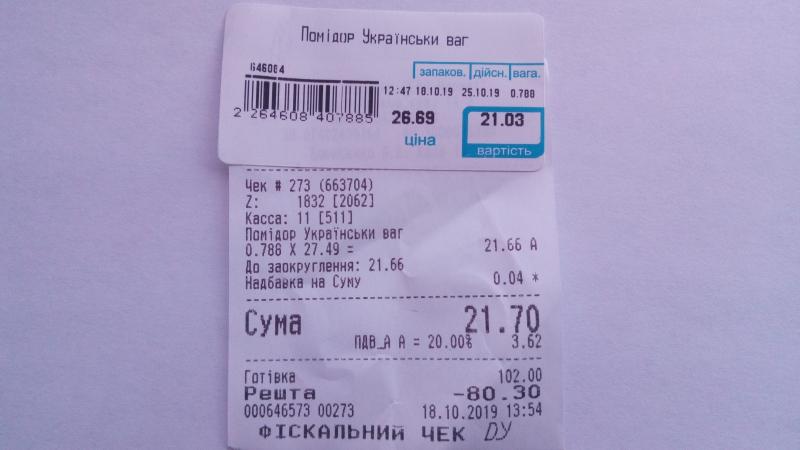 Помідор Українськи ваг
646084
запаков. дійсн. вага.
12:47 18.10.19 25.10.19 0.788
2 264608 407885
26.69 21.03
ціна вартість
Чек # 273 (663704)
Z: 1832 [2062]
Касса: 11 [511]
Помідор Українськи ваг
0.788 X 27.49 = 21.66 А
До заокруглення: 21.66
Надбавка на Суму 0.04 *
Сума 21.70
ПДВ_А А = 20.00% 3.62
Готівка 102.00
Решта -80.30
000646573 00273 18.10.2019 13:54
ФІСКАЛЬНИЙ ЧЕК